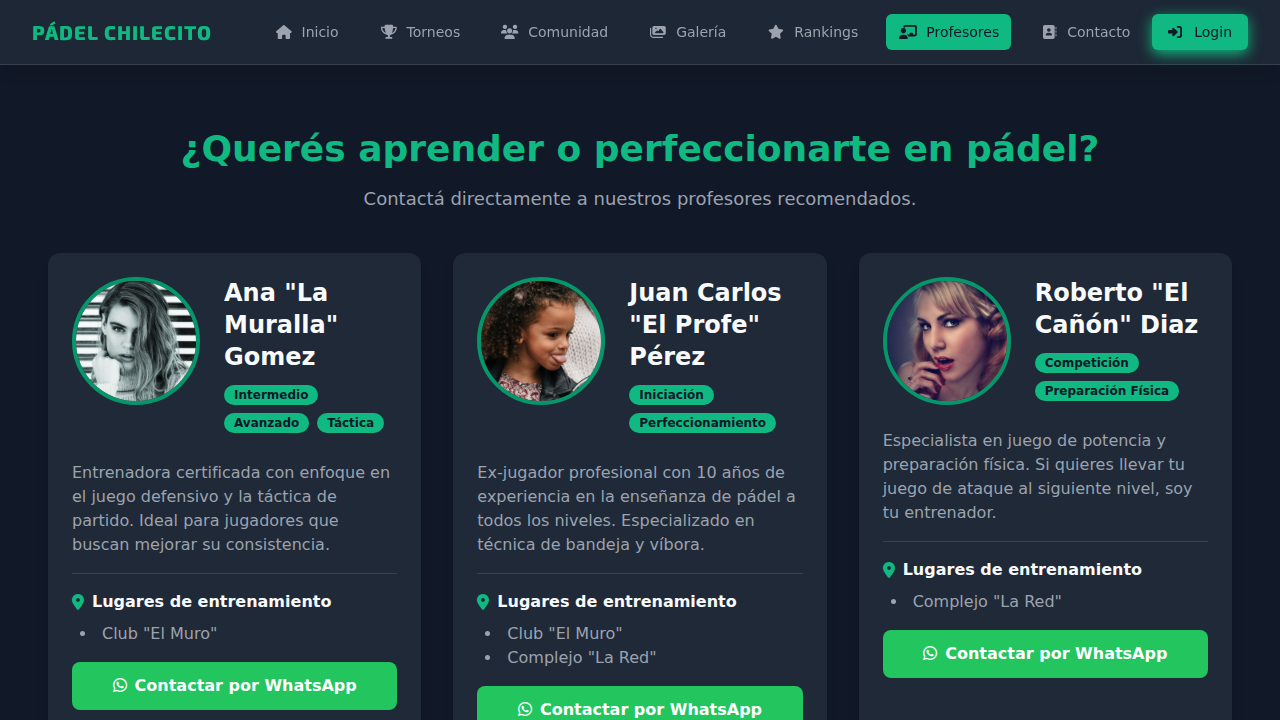 PÁDEL CHILECITO
Inicio
Torneos
Comunidad
Galería
Rankings
Profesores
Contacto
Login
¿Querés aprender o perfeccionarte en pádel?
Contactá directamente a nuestros profesores recomendados.
Ana "La
Muralla"
Gomez
Intermedio
Avanzado
Táctica
Entrenadora certificada con enfoque en
el juego defensivo y la táctica de
partido. Ideal para jugadores que
buscan mejorar su consistencia.
Lugares de entrenamiento
Club "El Muro"
Contactar por WhatsApp
Juan Carlos
"El Profe"
Pérez
Iniciación
Perfeccionamiento
Ex-jugador profesional con 10 años de
experiencia en la enseñanza de pádel a
todos los niveles. Especializado en
técnica de bandeja y víbora.
Lugares de entrenamiento
Club "El Muro"
Complejo "La Red"
Contactar por WhatsApp
Roberto "El
Cañón" Diaz
Competición
Preparación Física
Especialista en juego de potencia y
preparación física. Si quieres llevar tu
juego de ataque al siguiente nivel, soy
tu entrenador.
Lugares de entrenamiento
Complejo "La Red"
Contactar por WhatsApp